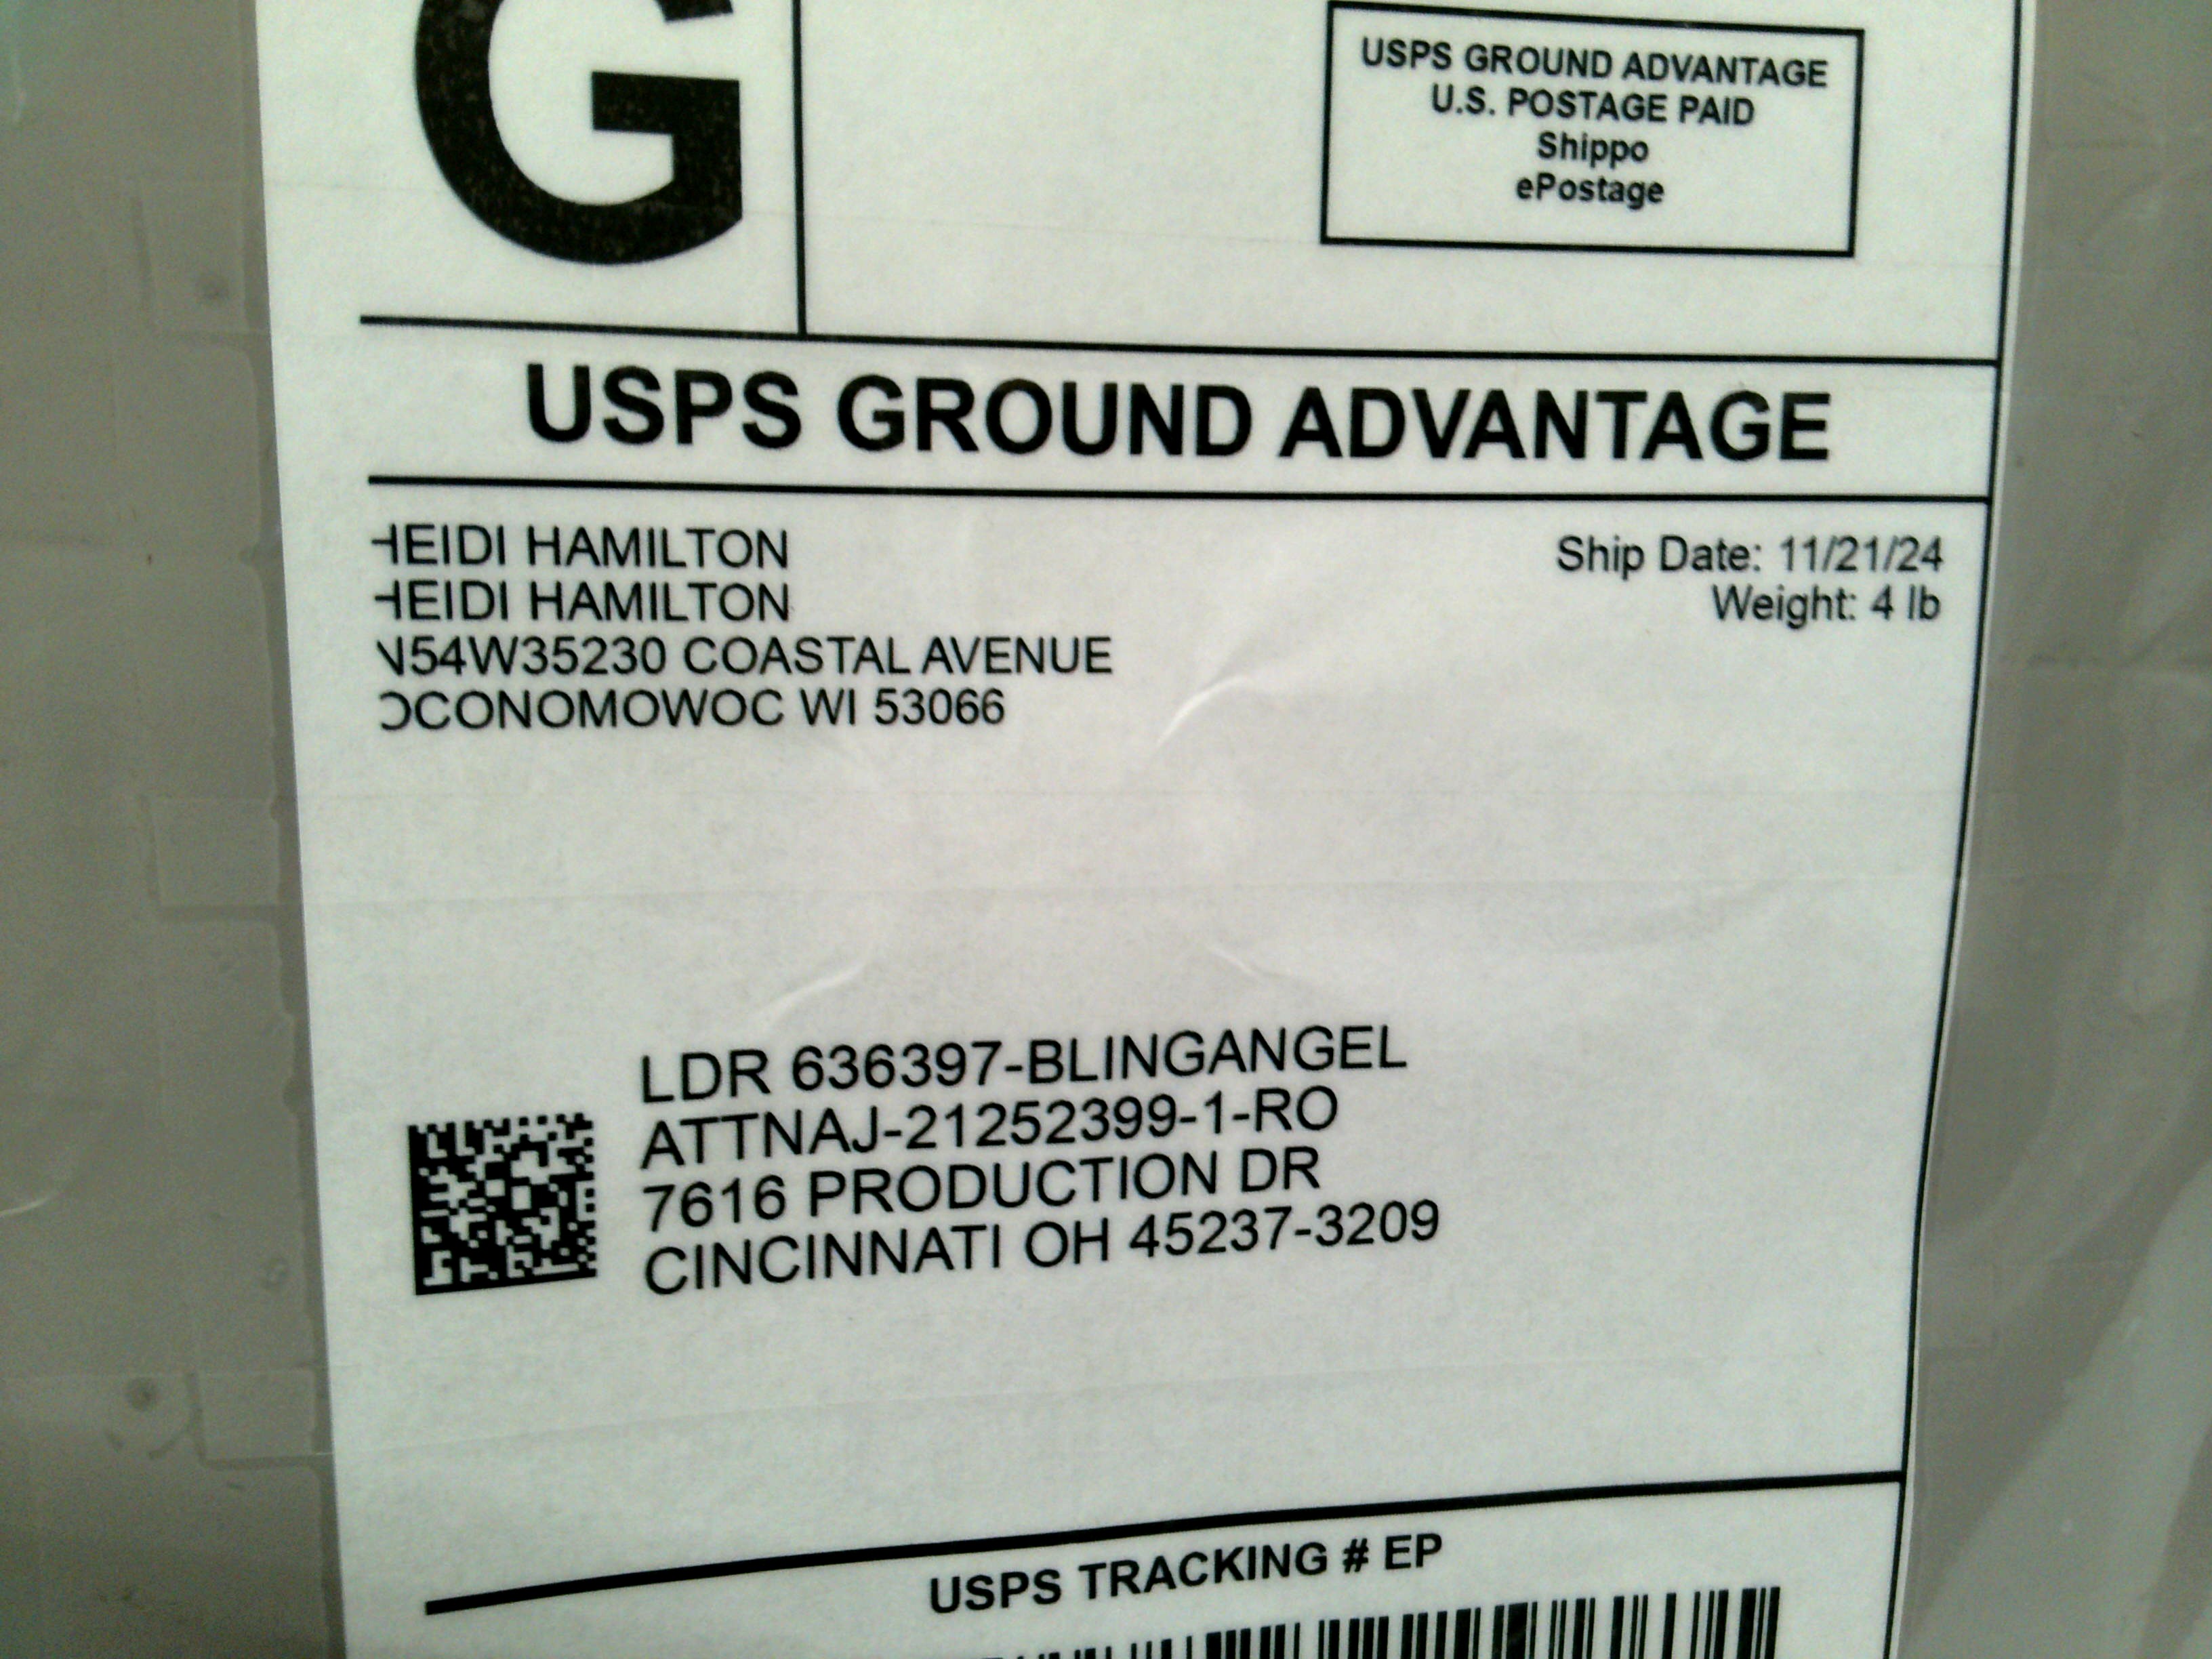 G
USPS GROUND ADVANTAGE
U.S. POSTAGE PAID
Shippo
ePostage
USPS GROUND ADVANTAGE
HEIDI HAMILTON
HEIDI HAMILTON
N54W35230 COASTAL AVENUE
OCONOMOWOC WI 53066
Ship Date: 11/21/24
Weight: 4 lb
LDR 636397-BLINGANGEL
ATTNAJ-21252399-1-RO
7616 PRODUCTION DR
CINCINNATI OH 45237-3209
USPS TRACKING # EP